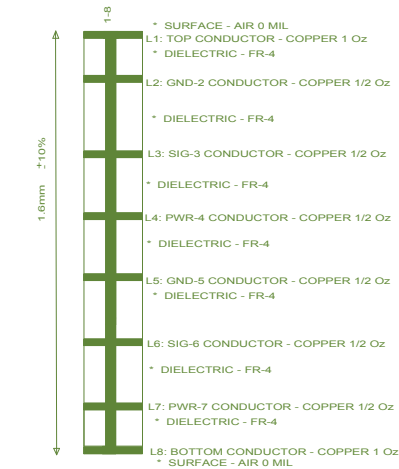 1-8
* SURFACE - AIR 0 MIL
L1: TOP CONDUCTOR - COPPER 1 Oz
* DIELECTRIC - FR-4
L2: GND-2 CONDUCTOR - COPPER 1/2 Oz
* DIELECTRIC - FR-4
L3: SIG-3 CONDUCTOR - COPPER 1/2 Oz
* DIELECTRIC - FR-4
1.6mm ±10%
L4: PWR-4 CONDUCTOR - COPPER 1/2 Oz
* DIELECTRIC - FR-4
L5: GND-5 CONDUCTOR - COPPER 1/2 Oz
* DIELECTRIC - FR-4
L6: SIG-6 CONDUCTOR - COPPER 1/2 Oz
* DIELECTRIC - FR-4
L7: PWR-7 CONDUCTOR - COPPER 1/2 Oz
* DIELECTRIC - FR-4
L8: BOTTOM CONDUCTOR - COPPER 1 Oz
* SURFACE - AIR 0 MIL